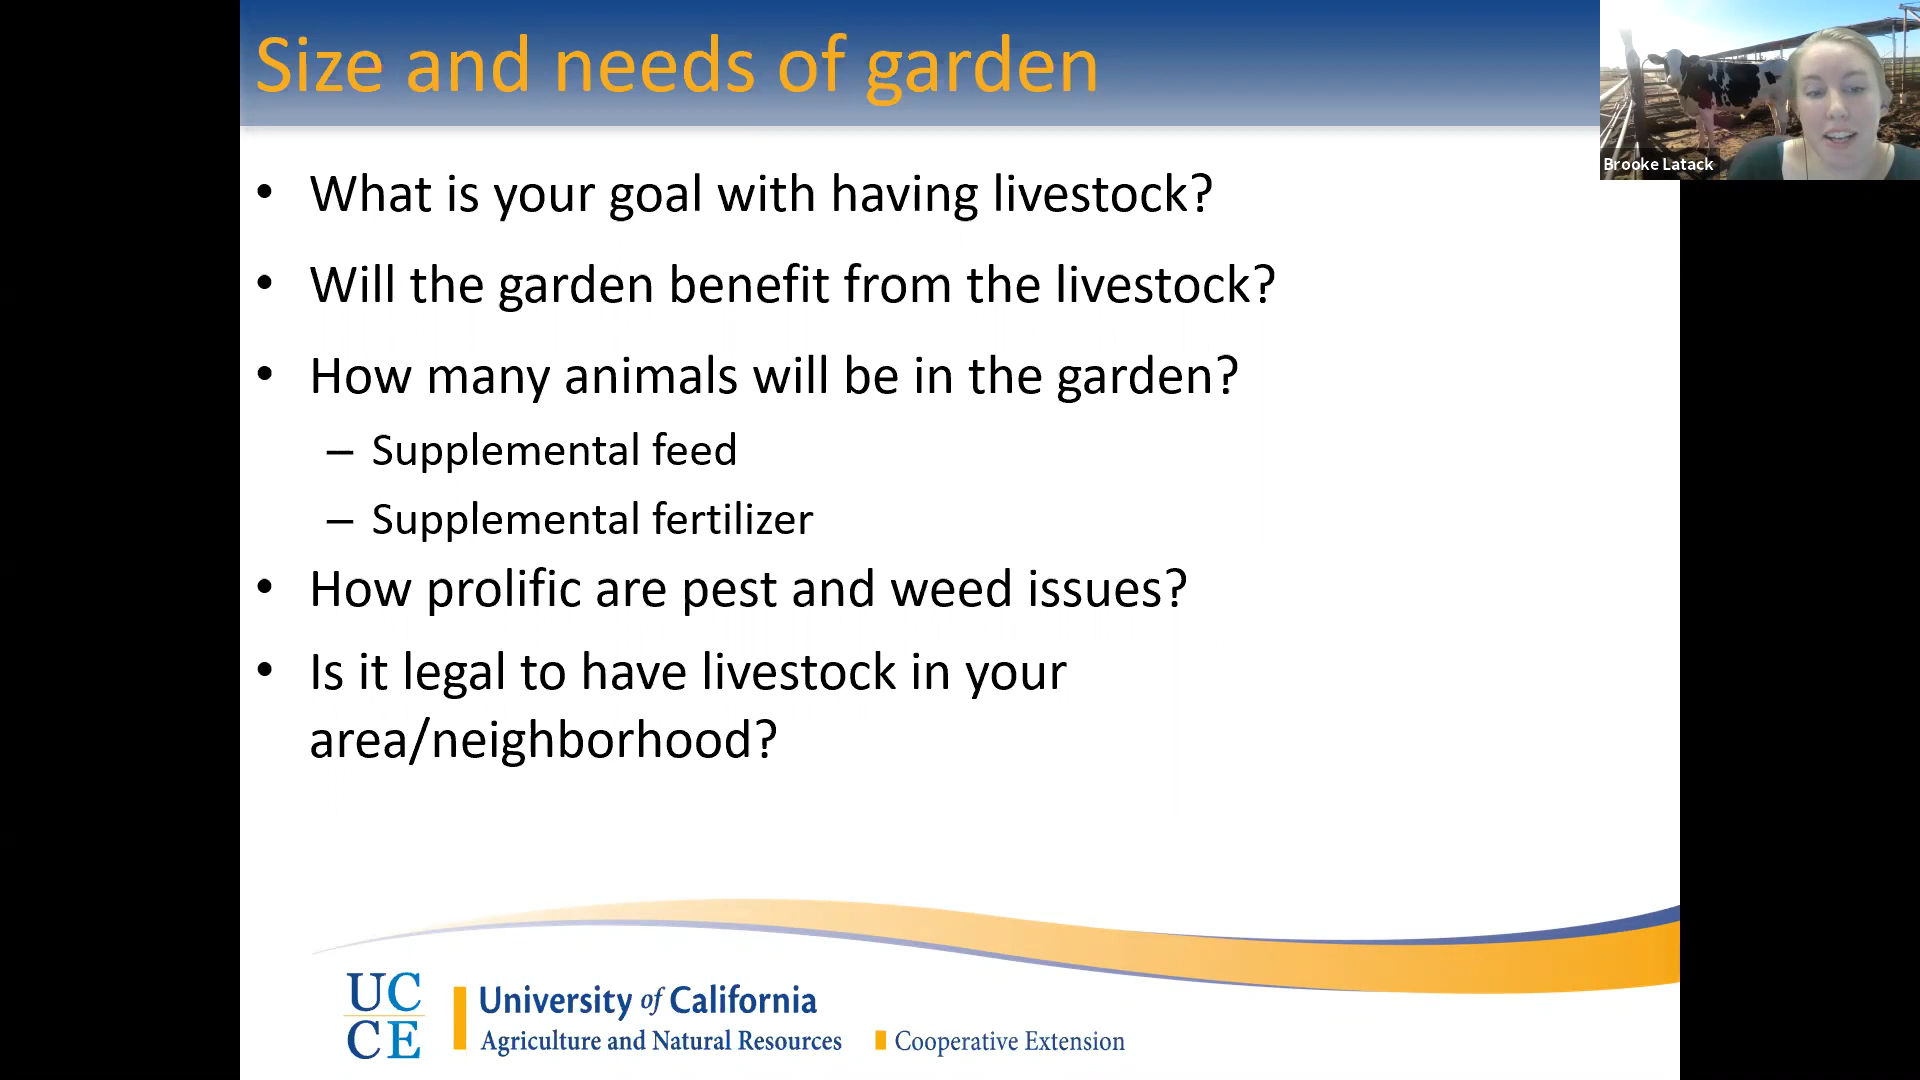 Size and needs of garden
Brooke Latack
• What is your goal with having livestock?
• Will the garden benefit from the livestock?
• How many animals will be in the garden?
– Supplemental feed
– Supplemental fertilizer
• How prolific are pest and weed issues?
• Is it legal to have livestock in your
area/neighborhood?
UC
CE
University of California
Agriculture and Natural Resources
Cooperative Extension